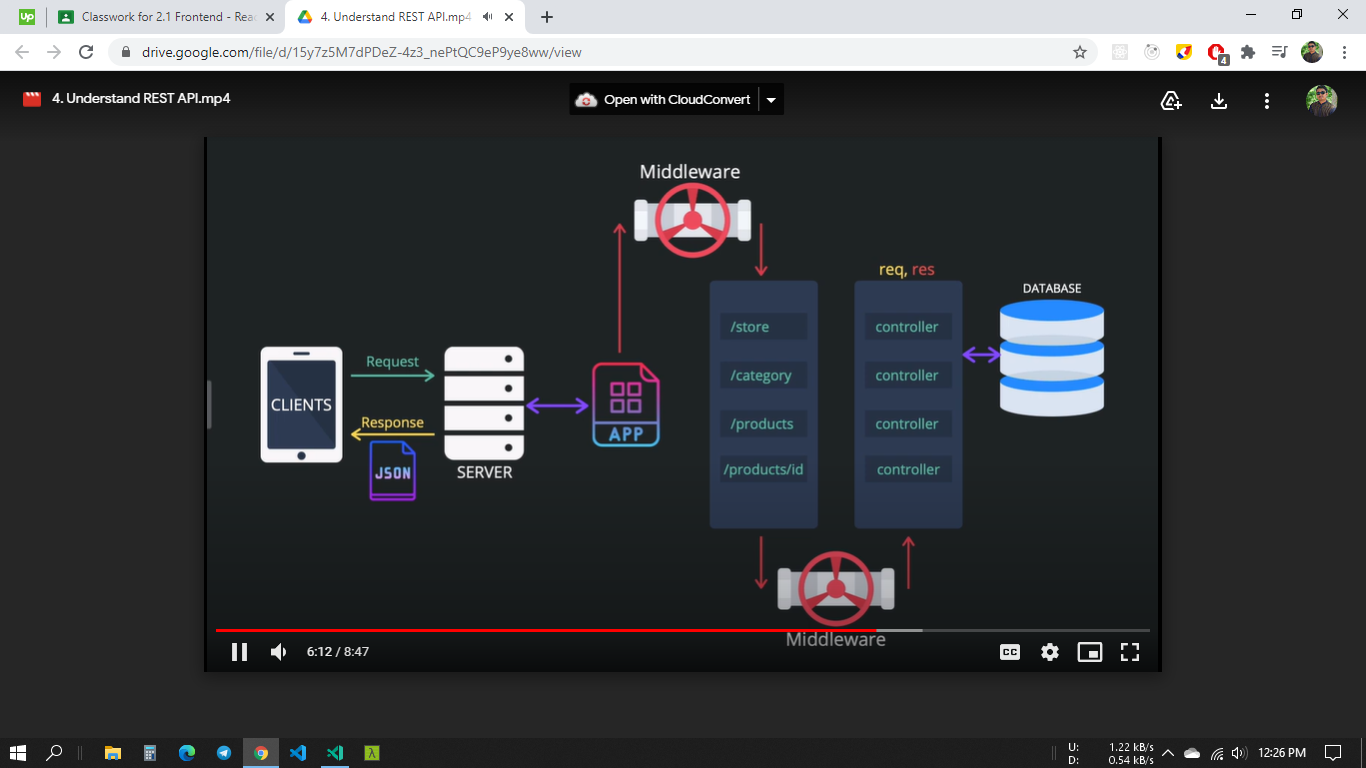 Up
Classwork for 2.1 Frontend - Rea
4. Understand REST API.mp4
drive.google.com/file/d/15y7z5M7dPDeZ-4z3_nePtQC9eP9ye8ww/view
4
4. Understand REST API.mp4
Open with CloudConvert
Middleware
req, res
DATABASE
/store
controller
Request
CLIENTS
/category
controller
Response
/products
controller
APP
JSON
SERVER
/products/id
controller
Middleware
6:12 / 8:47
CC
U: 1.22 kB/s
D: 0.54 kB/s
12:26 PM